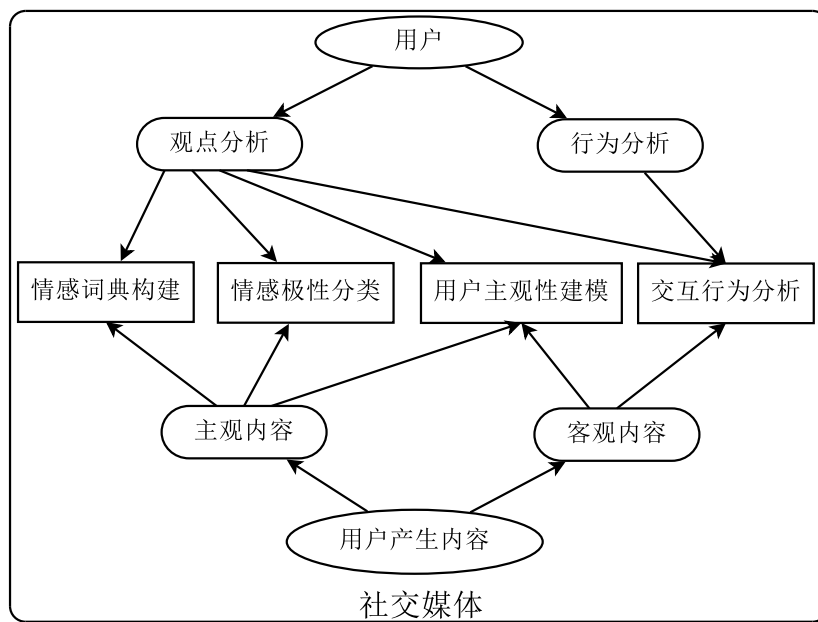 用户
观点分析
行为分析
情感词典构建
情感极性分类
用户主观性建模
交互行为分析
主观内容
客观内容
用户产生内容
社交媒体